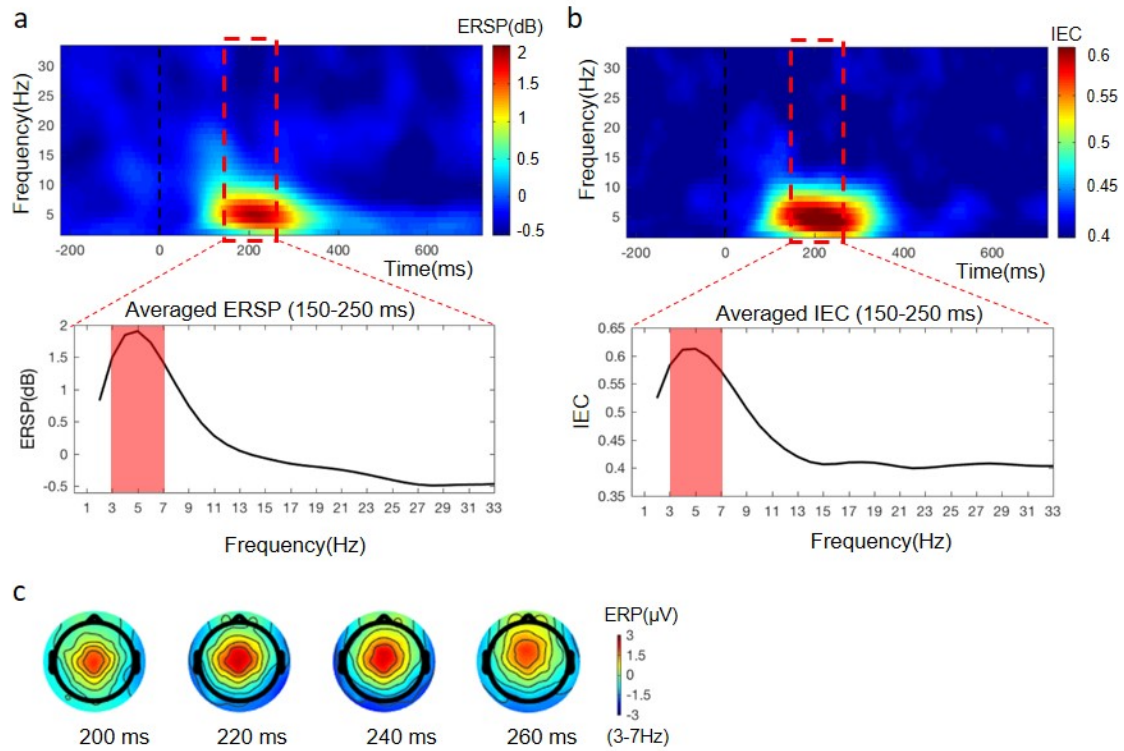 a
ERSP(dB)
2
1.5
1
0.5
0
-0.5
Frequency(Hz)
30
25
20
15
10
5
-200 0 200 400 600
Time(ms)
Averaged ERSP (150-250 ms)
ERSP(dB)
2
1.5
1
0.5
0
-0.5
1 3 5 7 9 11 13 15 17 19 21 23 25 27 29 31 33
Frequency(Hz)
b
IEC
0.6
0.55
0.5
0.45
0.4
Frequency(Hz)
30
25
20
15
10
5
-200 0 200 400 600
Time(ms)
Averaged IEC (150-250 ms)
IEC
0.65
0.6
0.55
0.50
0.45
0.4
0.35
1 3 5 7 9 11 13 15 17 19 21 23 25 27 29 31 33
Frequency(Hz)
c
200 ms 220 ms 240 ms 260 ms
ERP(μV)
3
1.5
0
-1.5
-3
(3-7Hz)